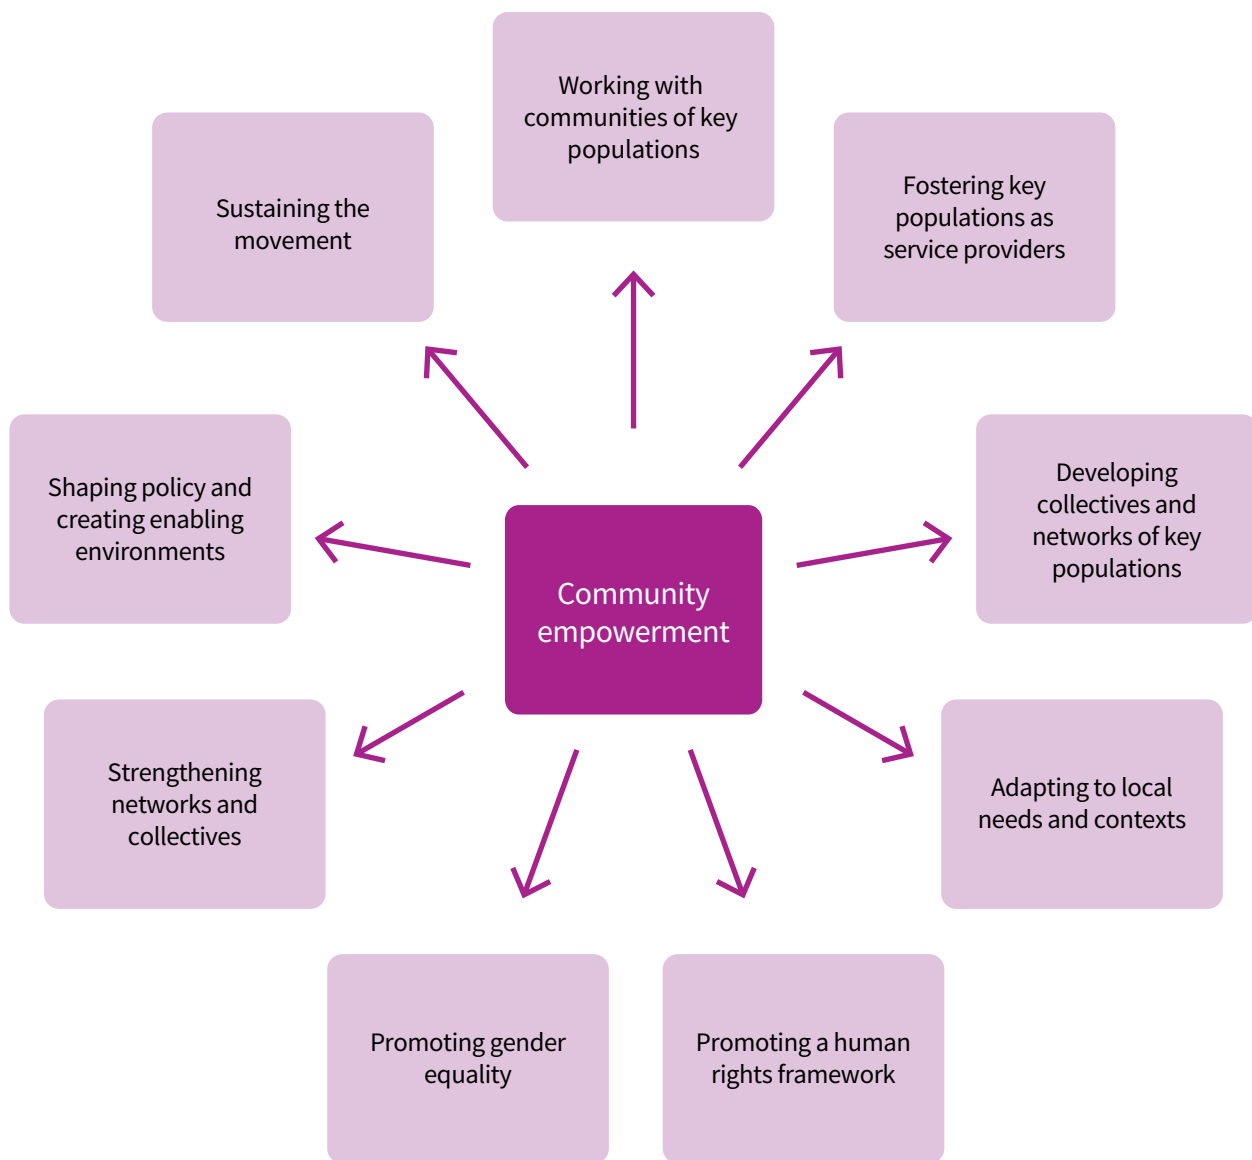 Working with
communities of key
populations
Fostering key
populations as
service providers
Developing
collectives and
networks of key
populations
Adapting to local
needs and contexts
Promoting a human
rights framework
Promoting gender
equality
Strengthening
networks and
collectives
Shaping policy and
creating enabling
environments
Sustaining the
movement
Community
empowerment